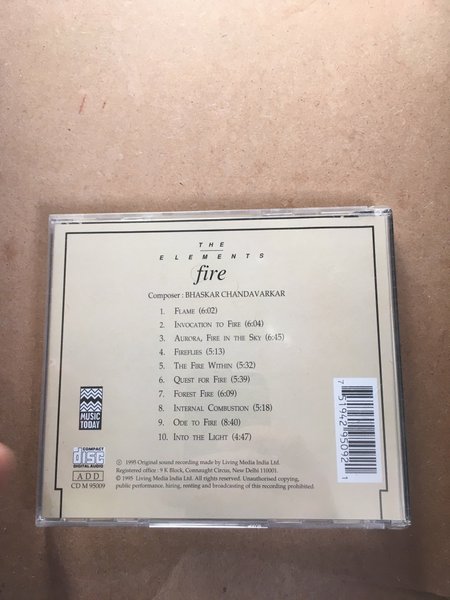 THE
ELEMENTS
fire
Composer : BHASKAR CHANDAVARKAR
1. FLAME (6:02)
2. INVOCATION TO FIRE (6:04)
3. AURORA, FIRE IN THE SKY (6:45)
4. FIREFLIES (5:13)
5. THE FIRE WITHIN (5:32)
6. QUEST FOR FIRE (5:39)
7. FOREST FIRE (6:09)
8. INTERNAL COMBUSTION (5:18)
9. ODE TO FIRE (8:40)
10. INTO THE LIGHT (4:47)
MUSIC
TODAY
COMPACT
disc
DIGITAL AUDIO
ADD
CD M 95009
℗ 1995 Original sound recording made by Living Media India Ltd.
Registered office : 9 K Block, Connaught Circus, New Delhi 110001.
© 1995 Living Media India Ltd. All rights reserved. Unauthorised copying,
public performance, hiring, renting and broadcasting of this recording prohibited.
7 51942 95092 1